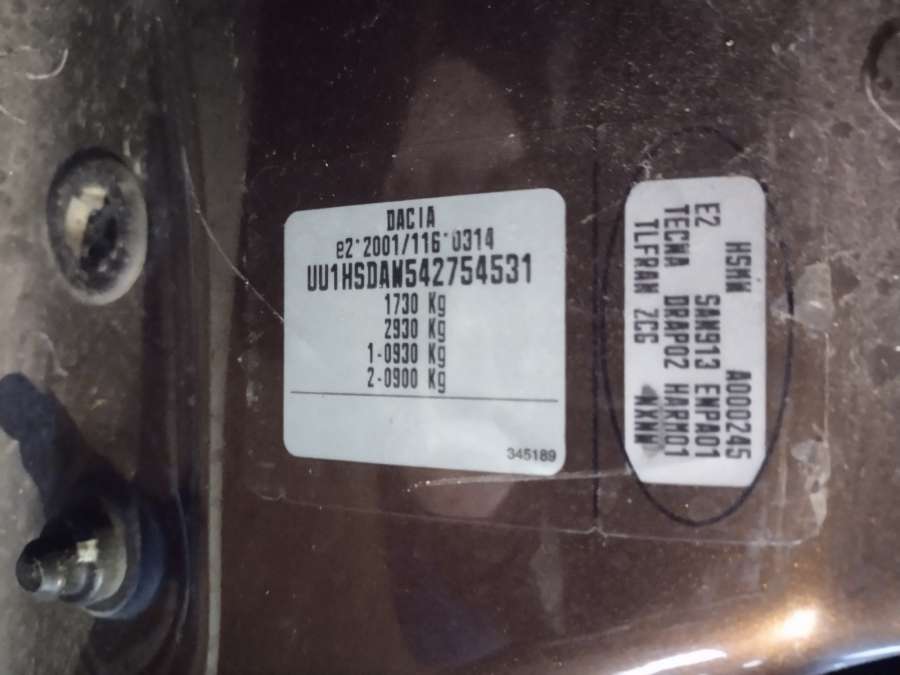 DACIA
e2*2001/116*0314
UU1HSDAW542754531
1730 Kg
2930 Kg
1-0930 Kg
2-0900 Kg
345189
E2 HSMW A000245
TECNA SAN913 ENPA01
TLFRAN DRAP02 HARM01
ZCG